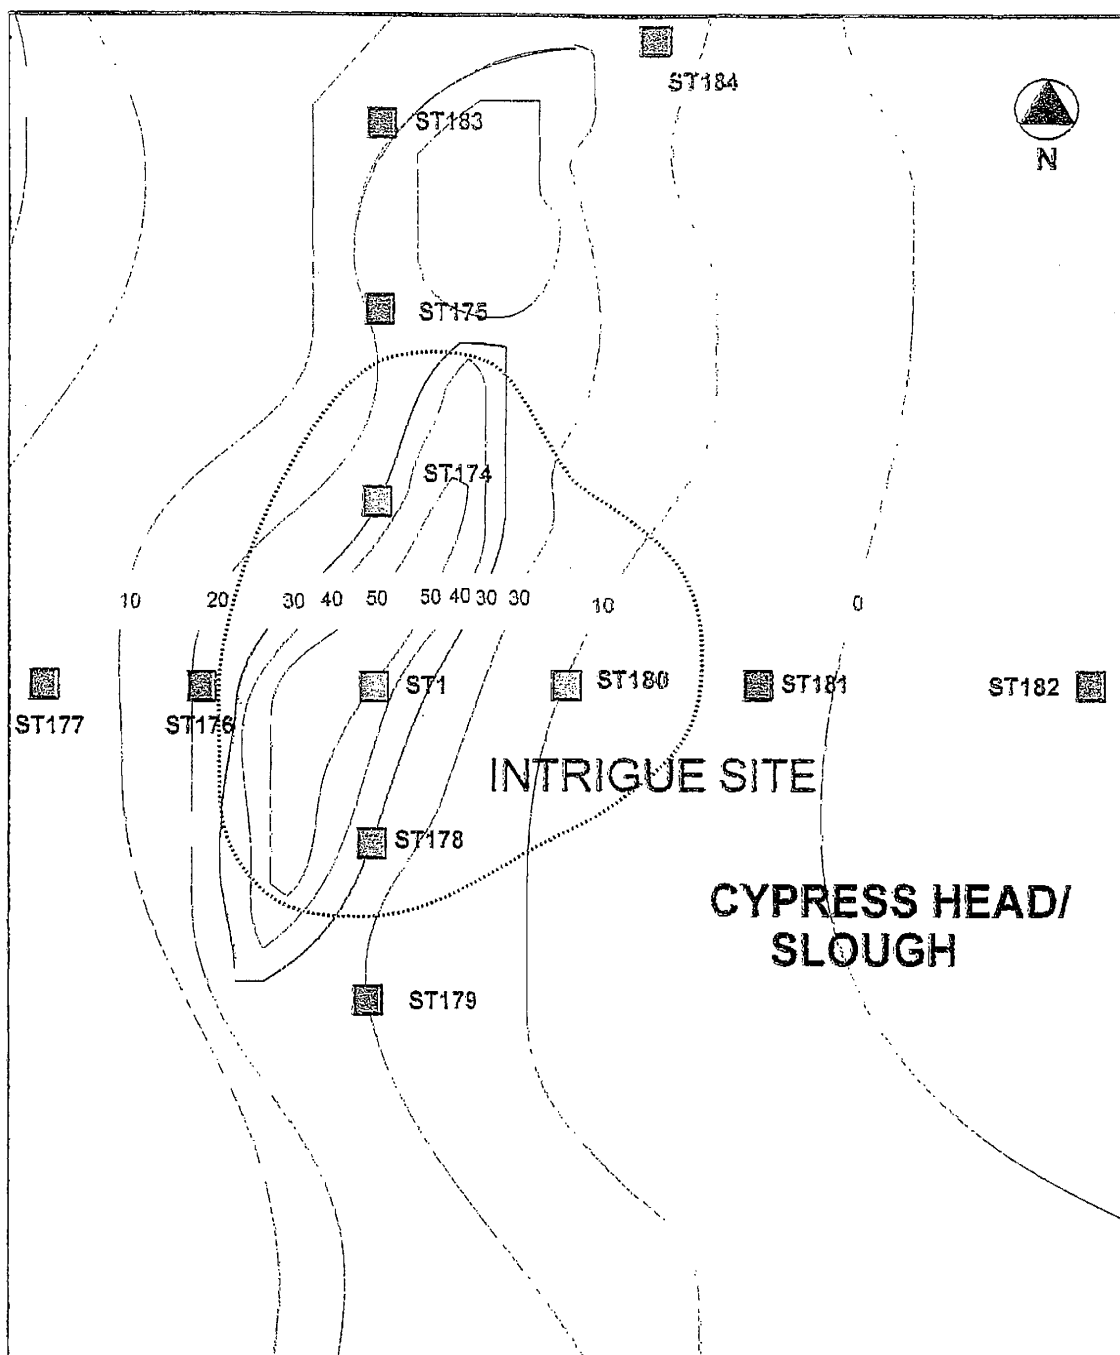 ST184
ST183
N
ST175
ST174
10 20 30 40 50 50 40 30 30 10 0
ST1 ST180 ST181 ST182
ST177 ST176
INTRIGUE SITE
ST178
CYPRESS HEAD/
SLOUGH
ST179